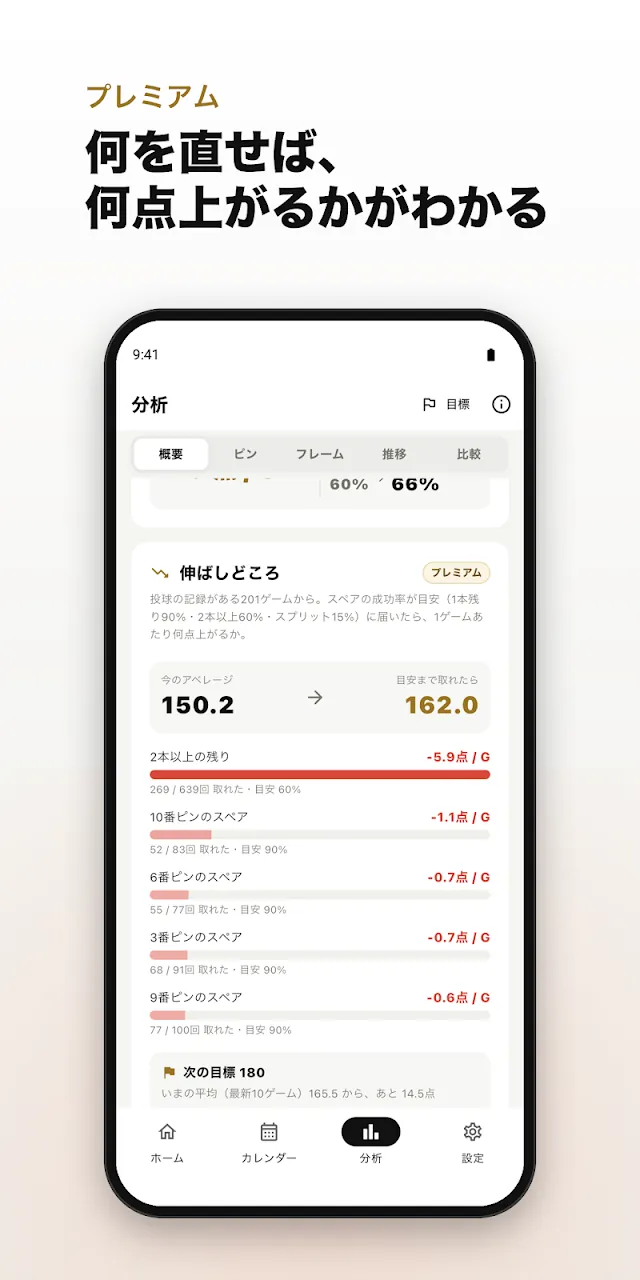 プレミアム
何を直せば、
何点上がるかがわかる
9:41
分析
目標
概要 ピン フレーム 推移 比較
60% 66%
伸ばしどころ
プレミアム
投球の記録がある201ゲームから。スペアの成功率が目安（1本残
り90%・2本以上60%・スプリット15%）に届いたら、1ゲームあ
たり何点上がるか。
今のアベレージ
150.2
→
目安まで取れたら
162.0
2本以上の残り -5.9点 / G
269 / 639回 取れた・目安 60%
10番ピンのスペア -1.1点 / G
52 / 83回 取れた・目安 90%
6番ピンのスペア -0.7点 / G
55 / 77回 取れた・目安 90%
3番ピンのスペア -0.7点 / G
68 / 91回 取れた・目安 90%
9番ピンのスペア -0.6点 / G
77 / 100回 取れた・目安 90%
次の目標 180
いまの平均（最新10ゲーム）165.5 から、あと 14.5点
ホーム カレンダー 分析 設定